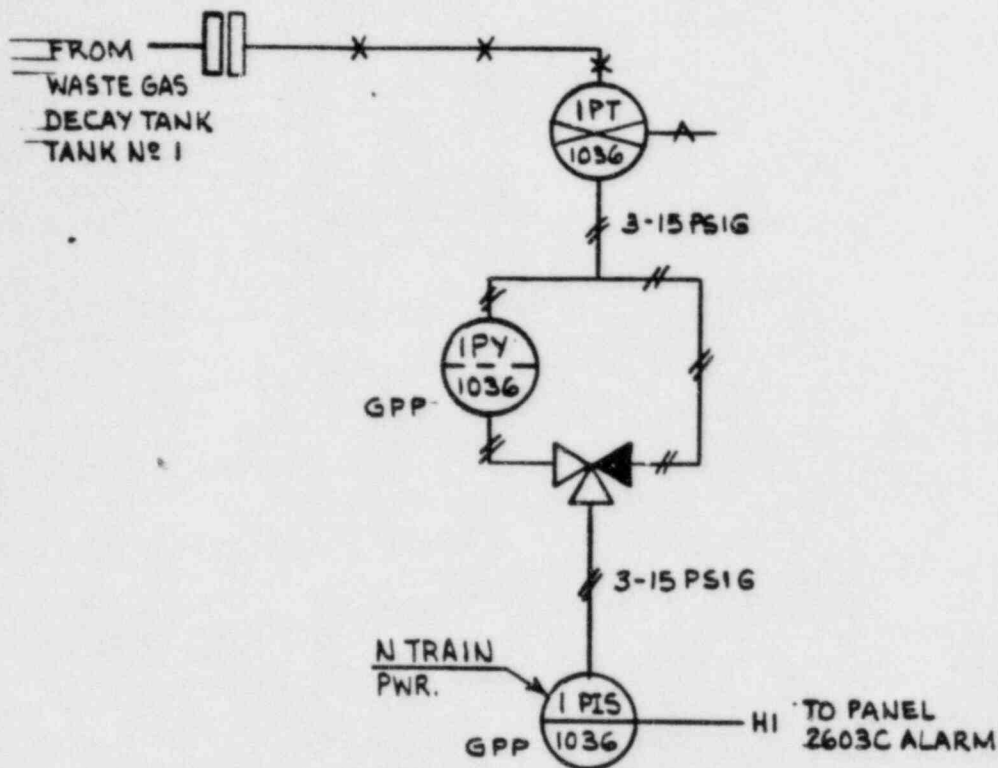 FROM
WASTE GAS
DECAY TANK
TANK Nº 1
1PT
1036
3-15 PSIG
1PY
1036
GPP
3-15 PSIG
N TRAIN
PWR.
1 PIS
1036
GPP
HI
TO PANEL
2603C ALARM